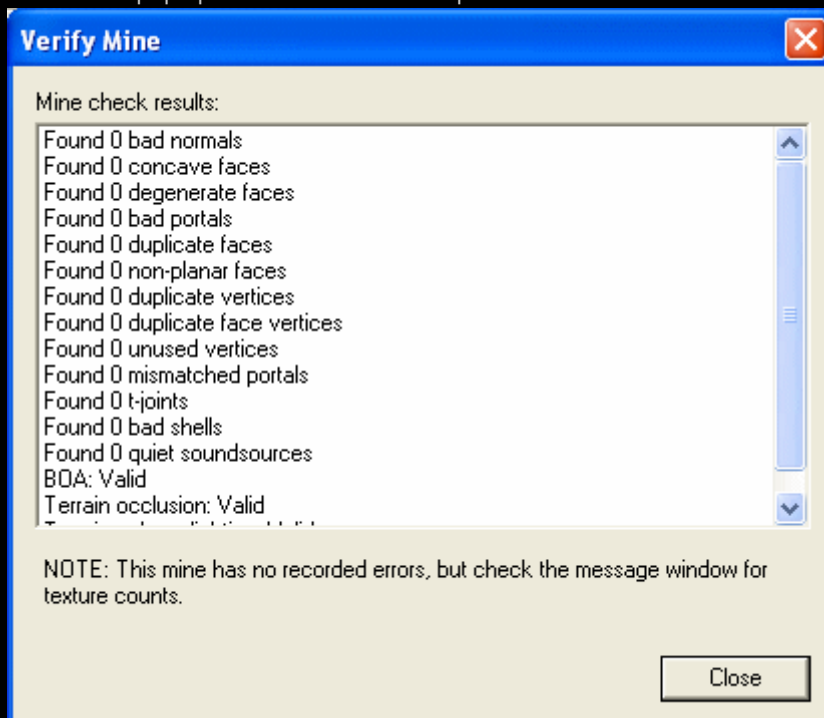 Verify Mine
Mine check results:
Found 0 bad normals
Found 0 concave faces
Found 0 degenerate faces
Found 0 bad portals
Found 0 duplicate faces
Found 0 non-planar faces
Found 0 duplicate vertices
Found 0 duplicate face vertices
Found 0 unused vertices
Found 0 mismatched portals
Found 0 t-joints
Found 0 bad shells
Found 0 quiet soundsources
BOA: Valid
Terrain occlusion: Valid
NOTE: This mine has no recorded errors, but check the message window for
texture counts.
Close